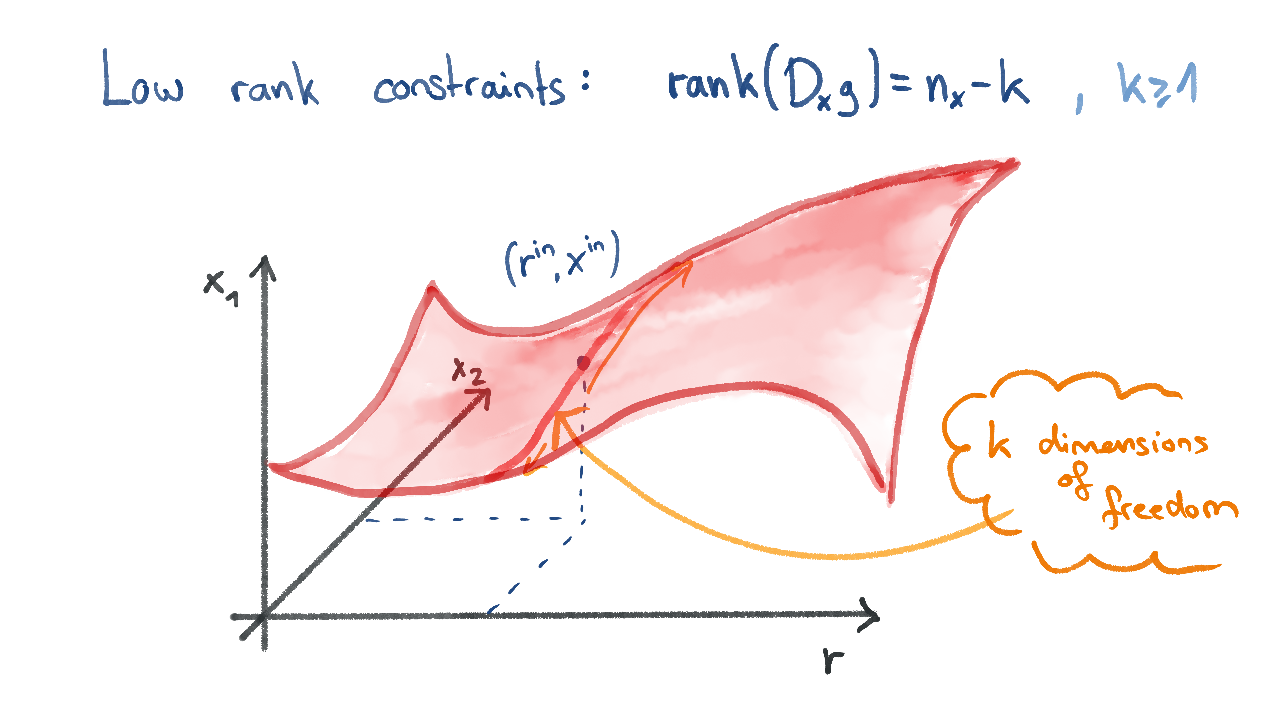 Low rank constraints: rank(Dₓg) = nₓ-k , k≥1
(rⁱⁿ, xⁱⁿ)
x₁
x₂
k dimensions
of
freedom
r